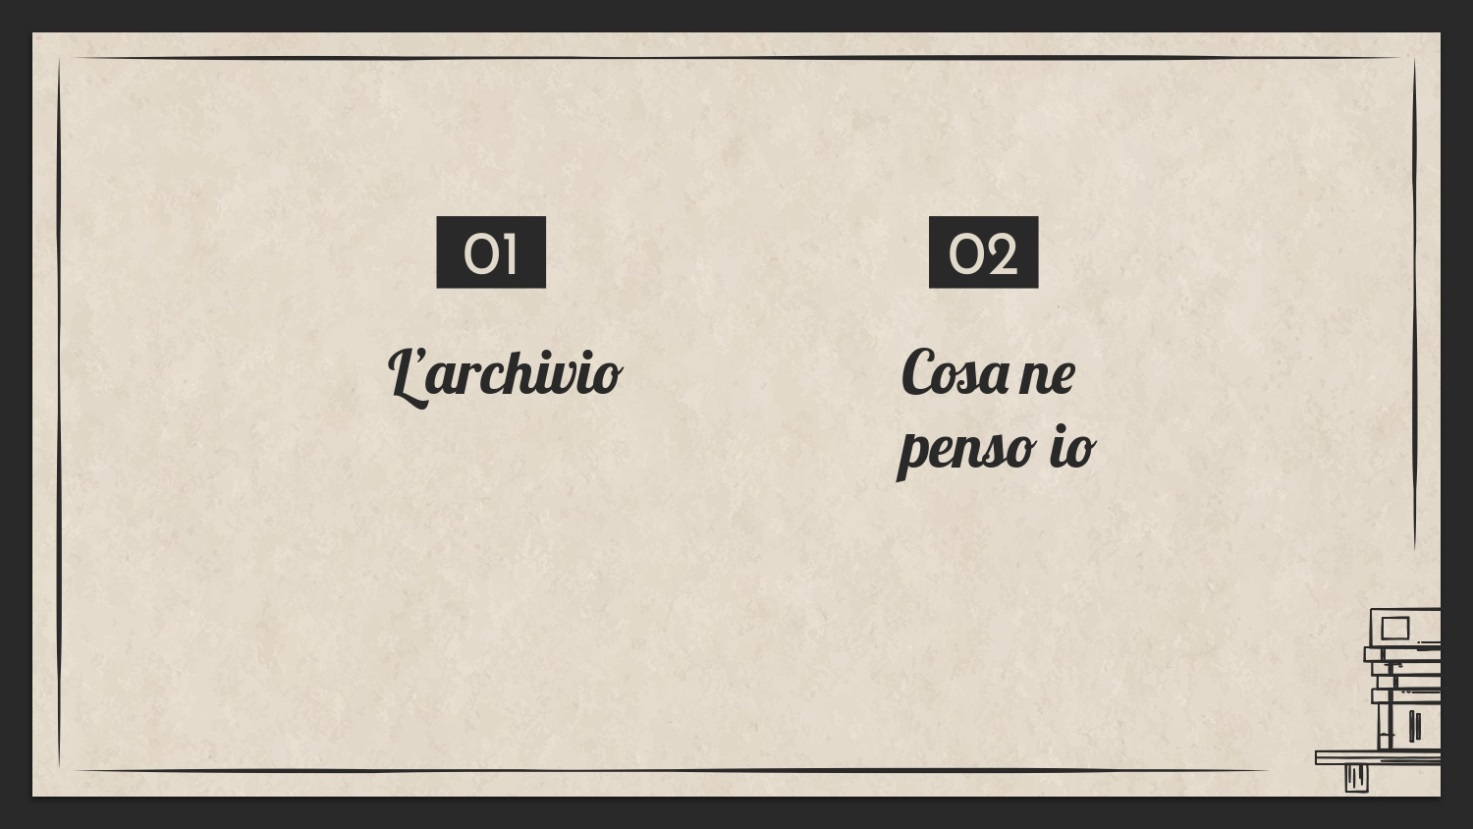 01
L'archivio
02
Cosa ne
penso io